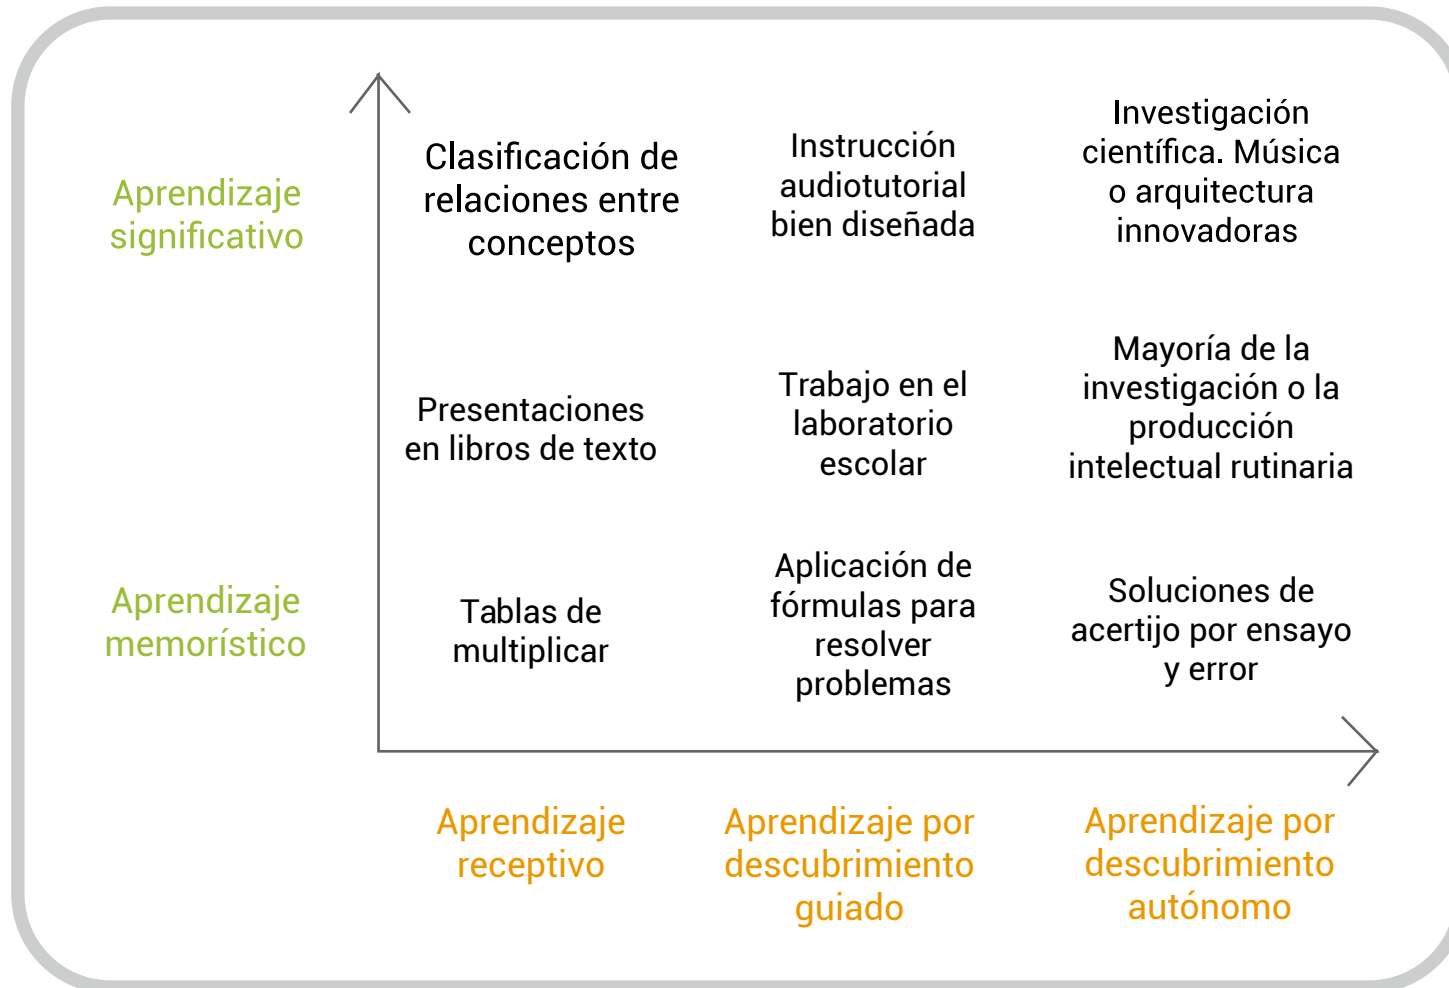 Aprendizaje
significativo
Clasificación de
relaciones entre
conceptos
Instrucción
audiotutorial
bien diseñada
Investigación
científica. Música
o arquitectura
innovadoras
Presentaciones
en libros de texto
Trabajo en el
laboratorio
escolar
Mayoría de la
investigación o la
producción
intelectual rutinaria
Aprendizaje
memorístico
Tablas de
multiplicar
Aplicación de
fórmulas para
resolver
problemas
Soluciones de
acertijo por ensayo
y error
Aprendizaje
receptivo
Aprendizaje por
descubrimiento
guiado
Aprendizaje por
descubrimiento
autónomo